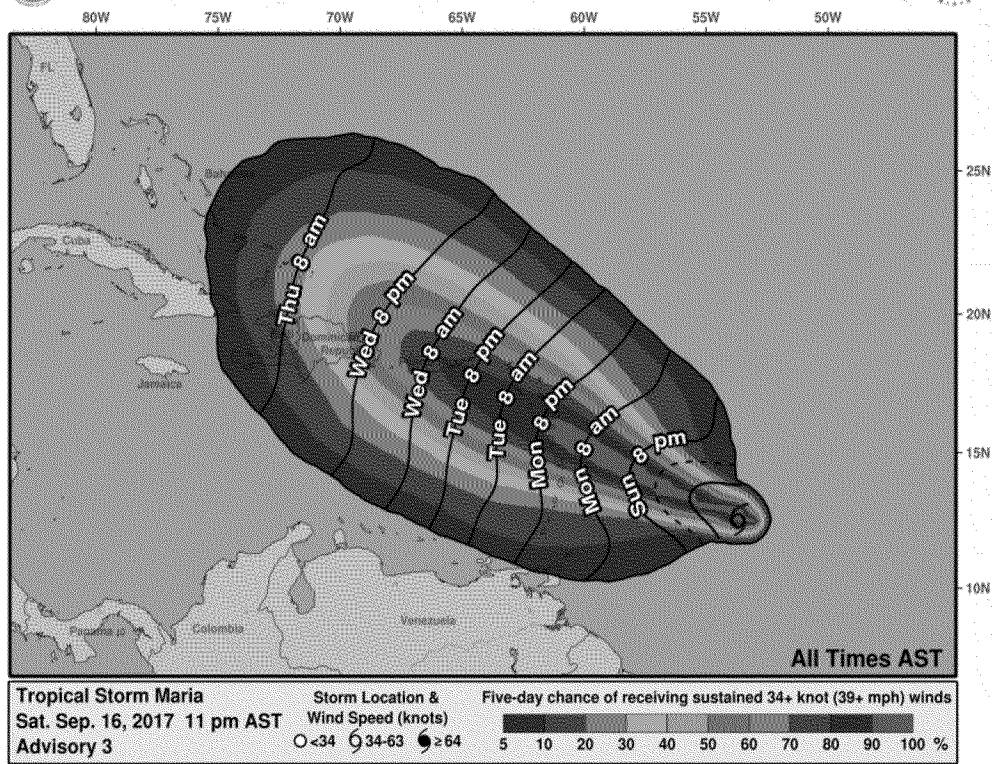 80W 75W 70W 65W 60W 55W 50W
FL
25N
Cuba
Thu 8 am
Wed 8 pm
Wed 8 am
Tue 8 pm
Tue 8 am
Mon 8 pm
Mon 8 am
Sun 8 pm
20N
Jamaica
15N
10N
Panama
Colombia
Venezuela
All Times AST
Tropical Storm Maria
Sat. Sep. 16, 2017 11 pm AST
Advisory 3
Storm Location &
Wind Speed (knots)
<34 34-63 ≥64
Five-day chance of receiving sustained 34+ knot (39+ mph) winds
5 10 20 30 40 50 60 70 80 90 100 %